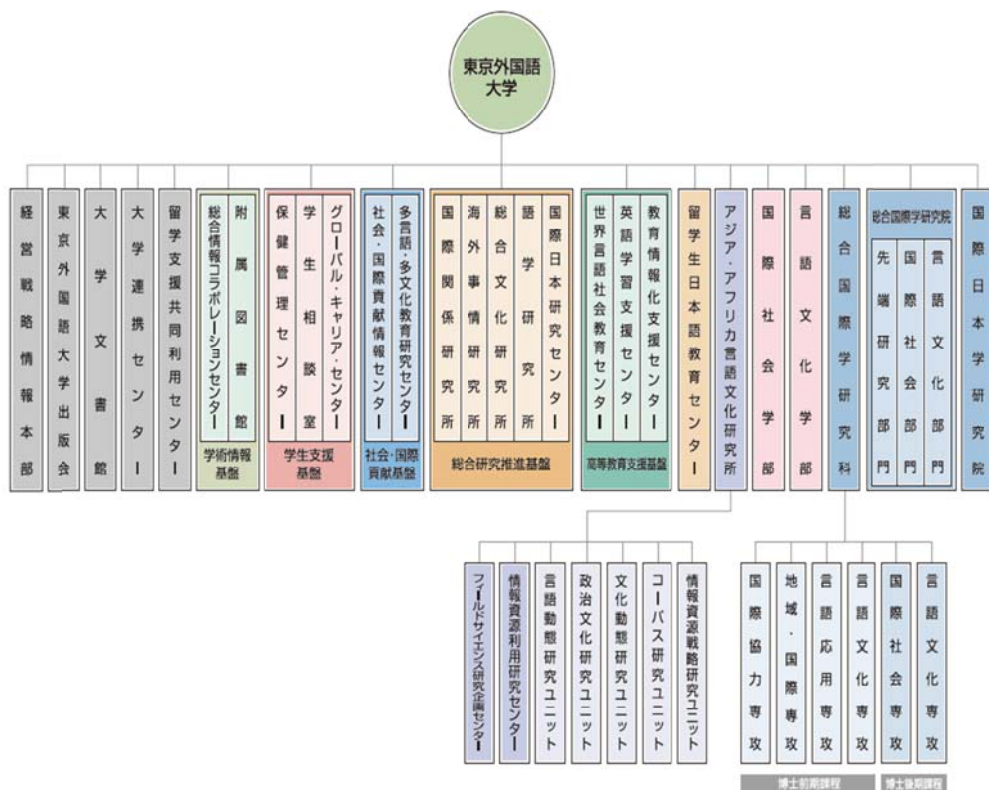 東京外国語
大学
国際日本学研究院
総合国際学研究院
言語文化部門
国際社会部門
先端研究部門
総合国際学研究科
言語文化学部
国際社会学部
アジア・アフリカ言語文化研究所
留学生日本語教育センター
教育情報化支援センター
英語学習支援センター
世界言語社会教育センター
高等教育支援基盤
国際日本研究センター
語学研究所
総合文化研究所
海外事情研究所
国際関係研究所
総合研究推進基盤
多言語・多文化教育研究センター
社会・国際貢献情報センター
社会・国際
貢献基盤
グローバル・キャリア・センター
学生相談室
保健管理センター
学生支援
基盤
附属図書館
総合情報コラボレーションセンター
学術情報
基盤
留学支援共同利用センター
大学連携センター
大学文書館
東京外国語大学出版会
経営戦略情報本部
言語文化専攻
国際社会専攻
博士後期課程
言語文化専攻
言語応用専攻
地域・国際専攻
国際協力専攻
博士前期課程
情報資源戦略研究ユニット
コーパス研究ユニット
文化動態研究ユニット
政治文化研究ユニット
言語動態研究ユニット
情報資源利用研究センター
フィールドサイエンス研究企画センター